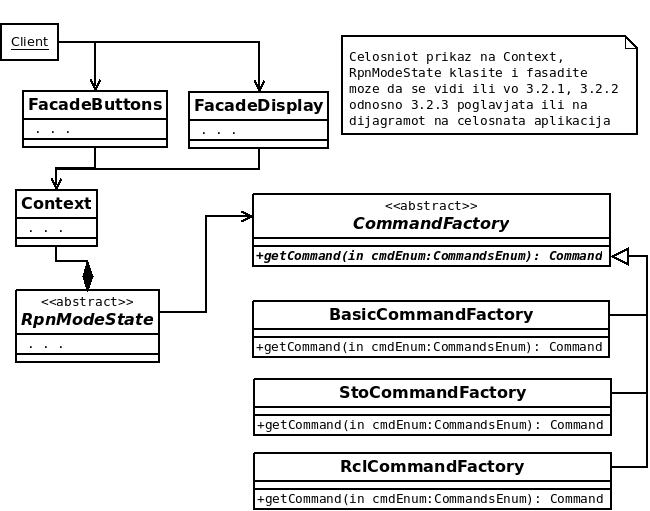 Client
Celosniot prikaz na Context,
RpnModeState klasite i fasadite
moze da se vidi ili vo 3.2.1, 3.2.2
odnosno 3.2.3 poglavjata ili na
dijagramot na celosnata aplikacija
FacadeButtons
. . .
FacadeDisplay
. . .
Context
. . .
<<abstract>>
RpnModeState
. . .
<<abstract>>
CommandFactory
+getCommand(in cmdEnum:CommandsEnum): Command
BasicCommandFactory
+getCommand(in cmdEnum:CommandsEnum): Command
StoCommandFactory
+getCommand(in cmdEnum:CommandsEnum): Command
RclCommandFactory
+getCommand(in cmdEnum:CommandsEnum): Command